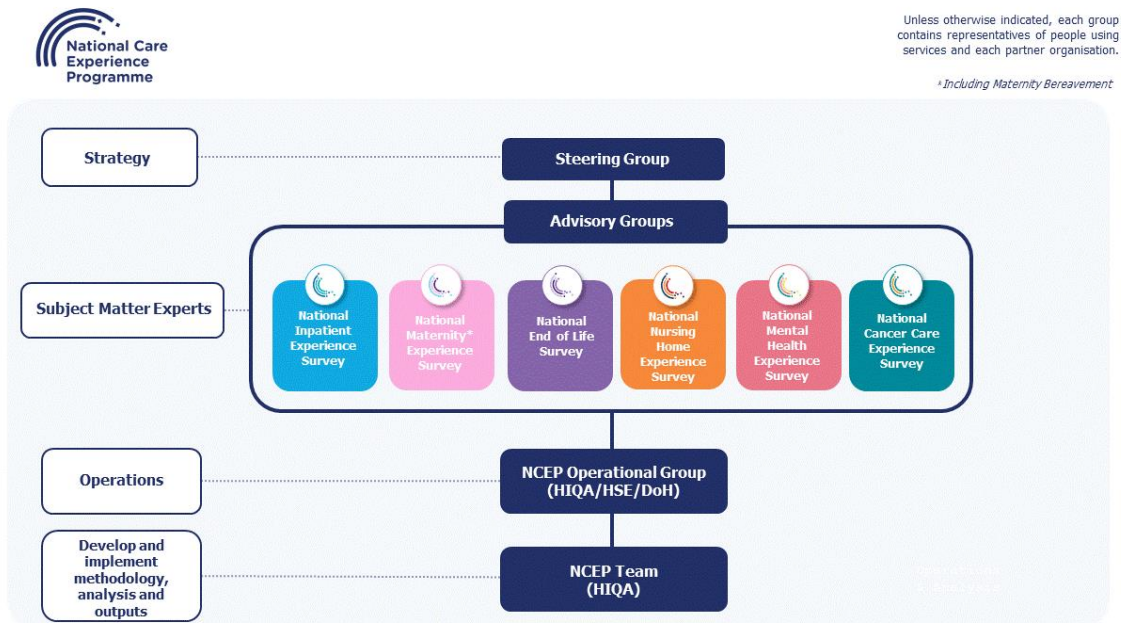 National Care
Experience
Programme
Unless otherwise indicated, each group
contains representatives of people using
services and each partner organisation.
*Including Maternity Bereavement
Strategy
Steering Group
Advisory Groups
Subject Matter Experts
National
Inpatient
Experience
Survey
National
Maternity*
Experience
Survey
National
End of Life
Survey
National
Nursing
Home
Experience
Survey
National
Mental
Health
Experience
Survey
National
Cancer Care
Experience
Survey
Operations
NCEP Operational Group
(HIQA/HSE/DoH)
Develop and
implement
methodology,
analysis and
outputs
NCEP Team
(HIQA)